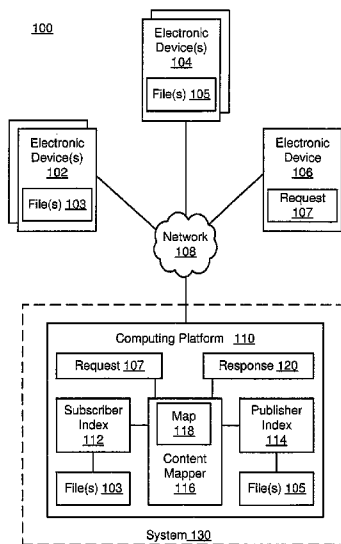 100
Electronic
Device(s)
104
File(s) 105
Electronic
Device(s)
102
File(s) 103
Electronic
Device
106
Request
107
Network
108
Computing Platform 110
Request 107
Response 120
Subscriber
Index
112
Map
118
Content
Mapper
116
Publisher
Index
114
File(s) 103
File(s) 105
System 130